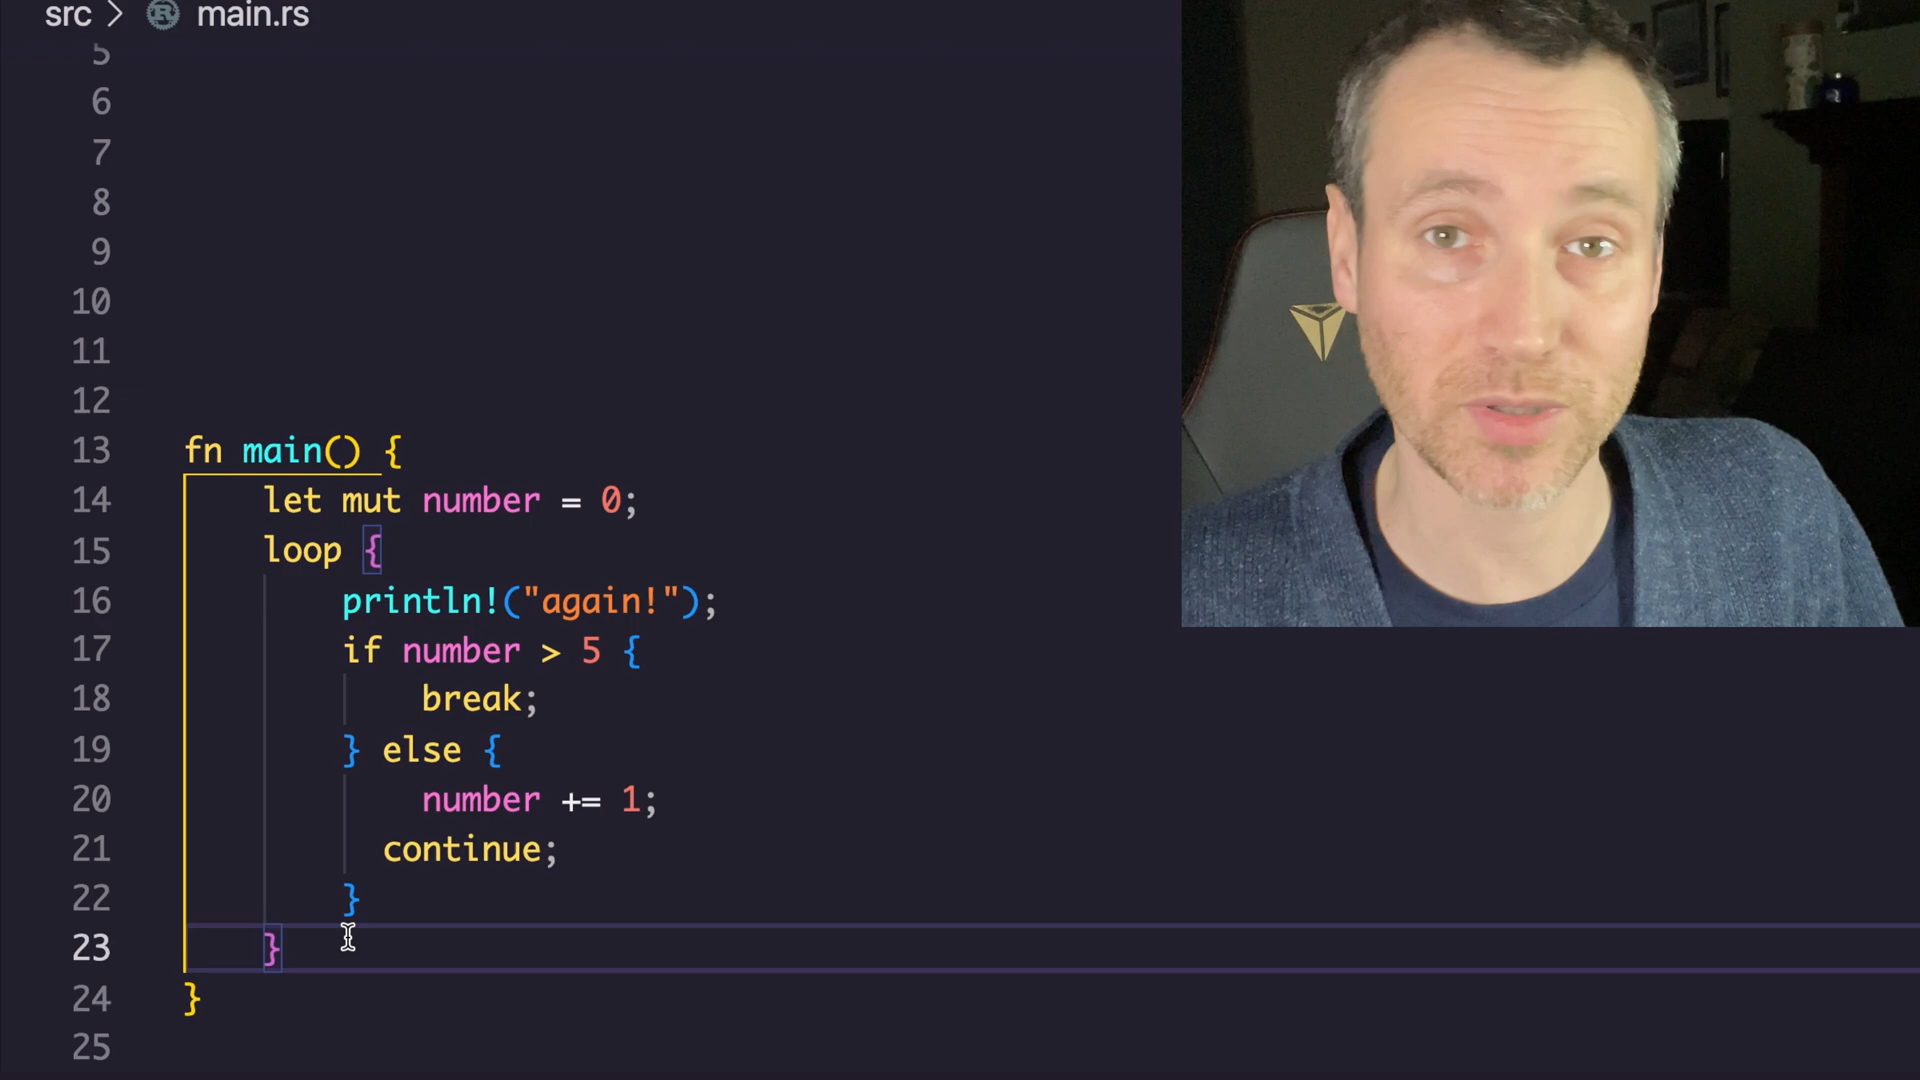 src > main.rs
5
6
7
8
9
10
11
12
13 fn main() {
14 let mut number = 0;
15 loop {
16 println!("again!");
17 if number > 5 {
18 break;
19 } else {
20 number += 1;
21 continue;
22 }
23 }
24 }
25